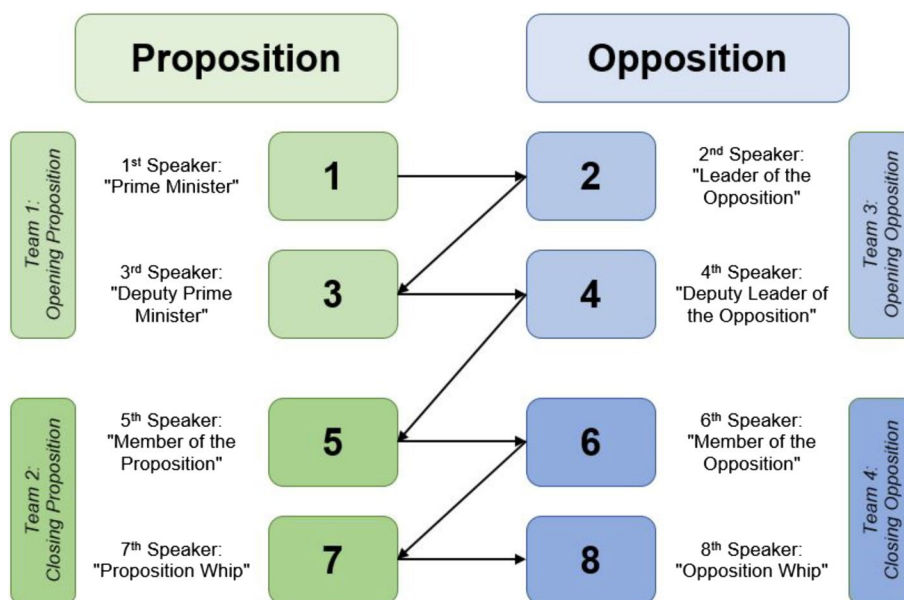 Proposition
Opposition
Team 1:
Opening Proposition
1st Speaker:
"Prime Minister"
1
2
2nd Speaker:
"Leader of the
Opposition"
Team 3:
Opening Opposition
3rd Speaker:
"Deputy Prime
Minister"
3
4
4th Speaker:
"Deputy Leader of
the Opposition"
Team 2:
Closing Proposition
5th Speaker:
"Member of the
Proposition"
5
6
6th Speaker:
"Member of the
Opposition"
Team 4:
Closing Opposition
7th Speaker:
"Proposition Whip"
7
8
8th Speaker:
"Opposition Whip"